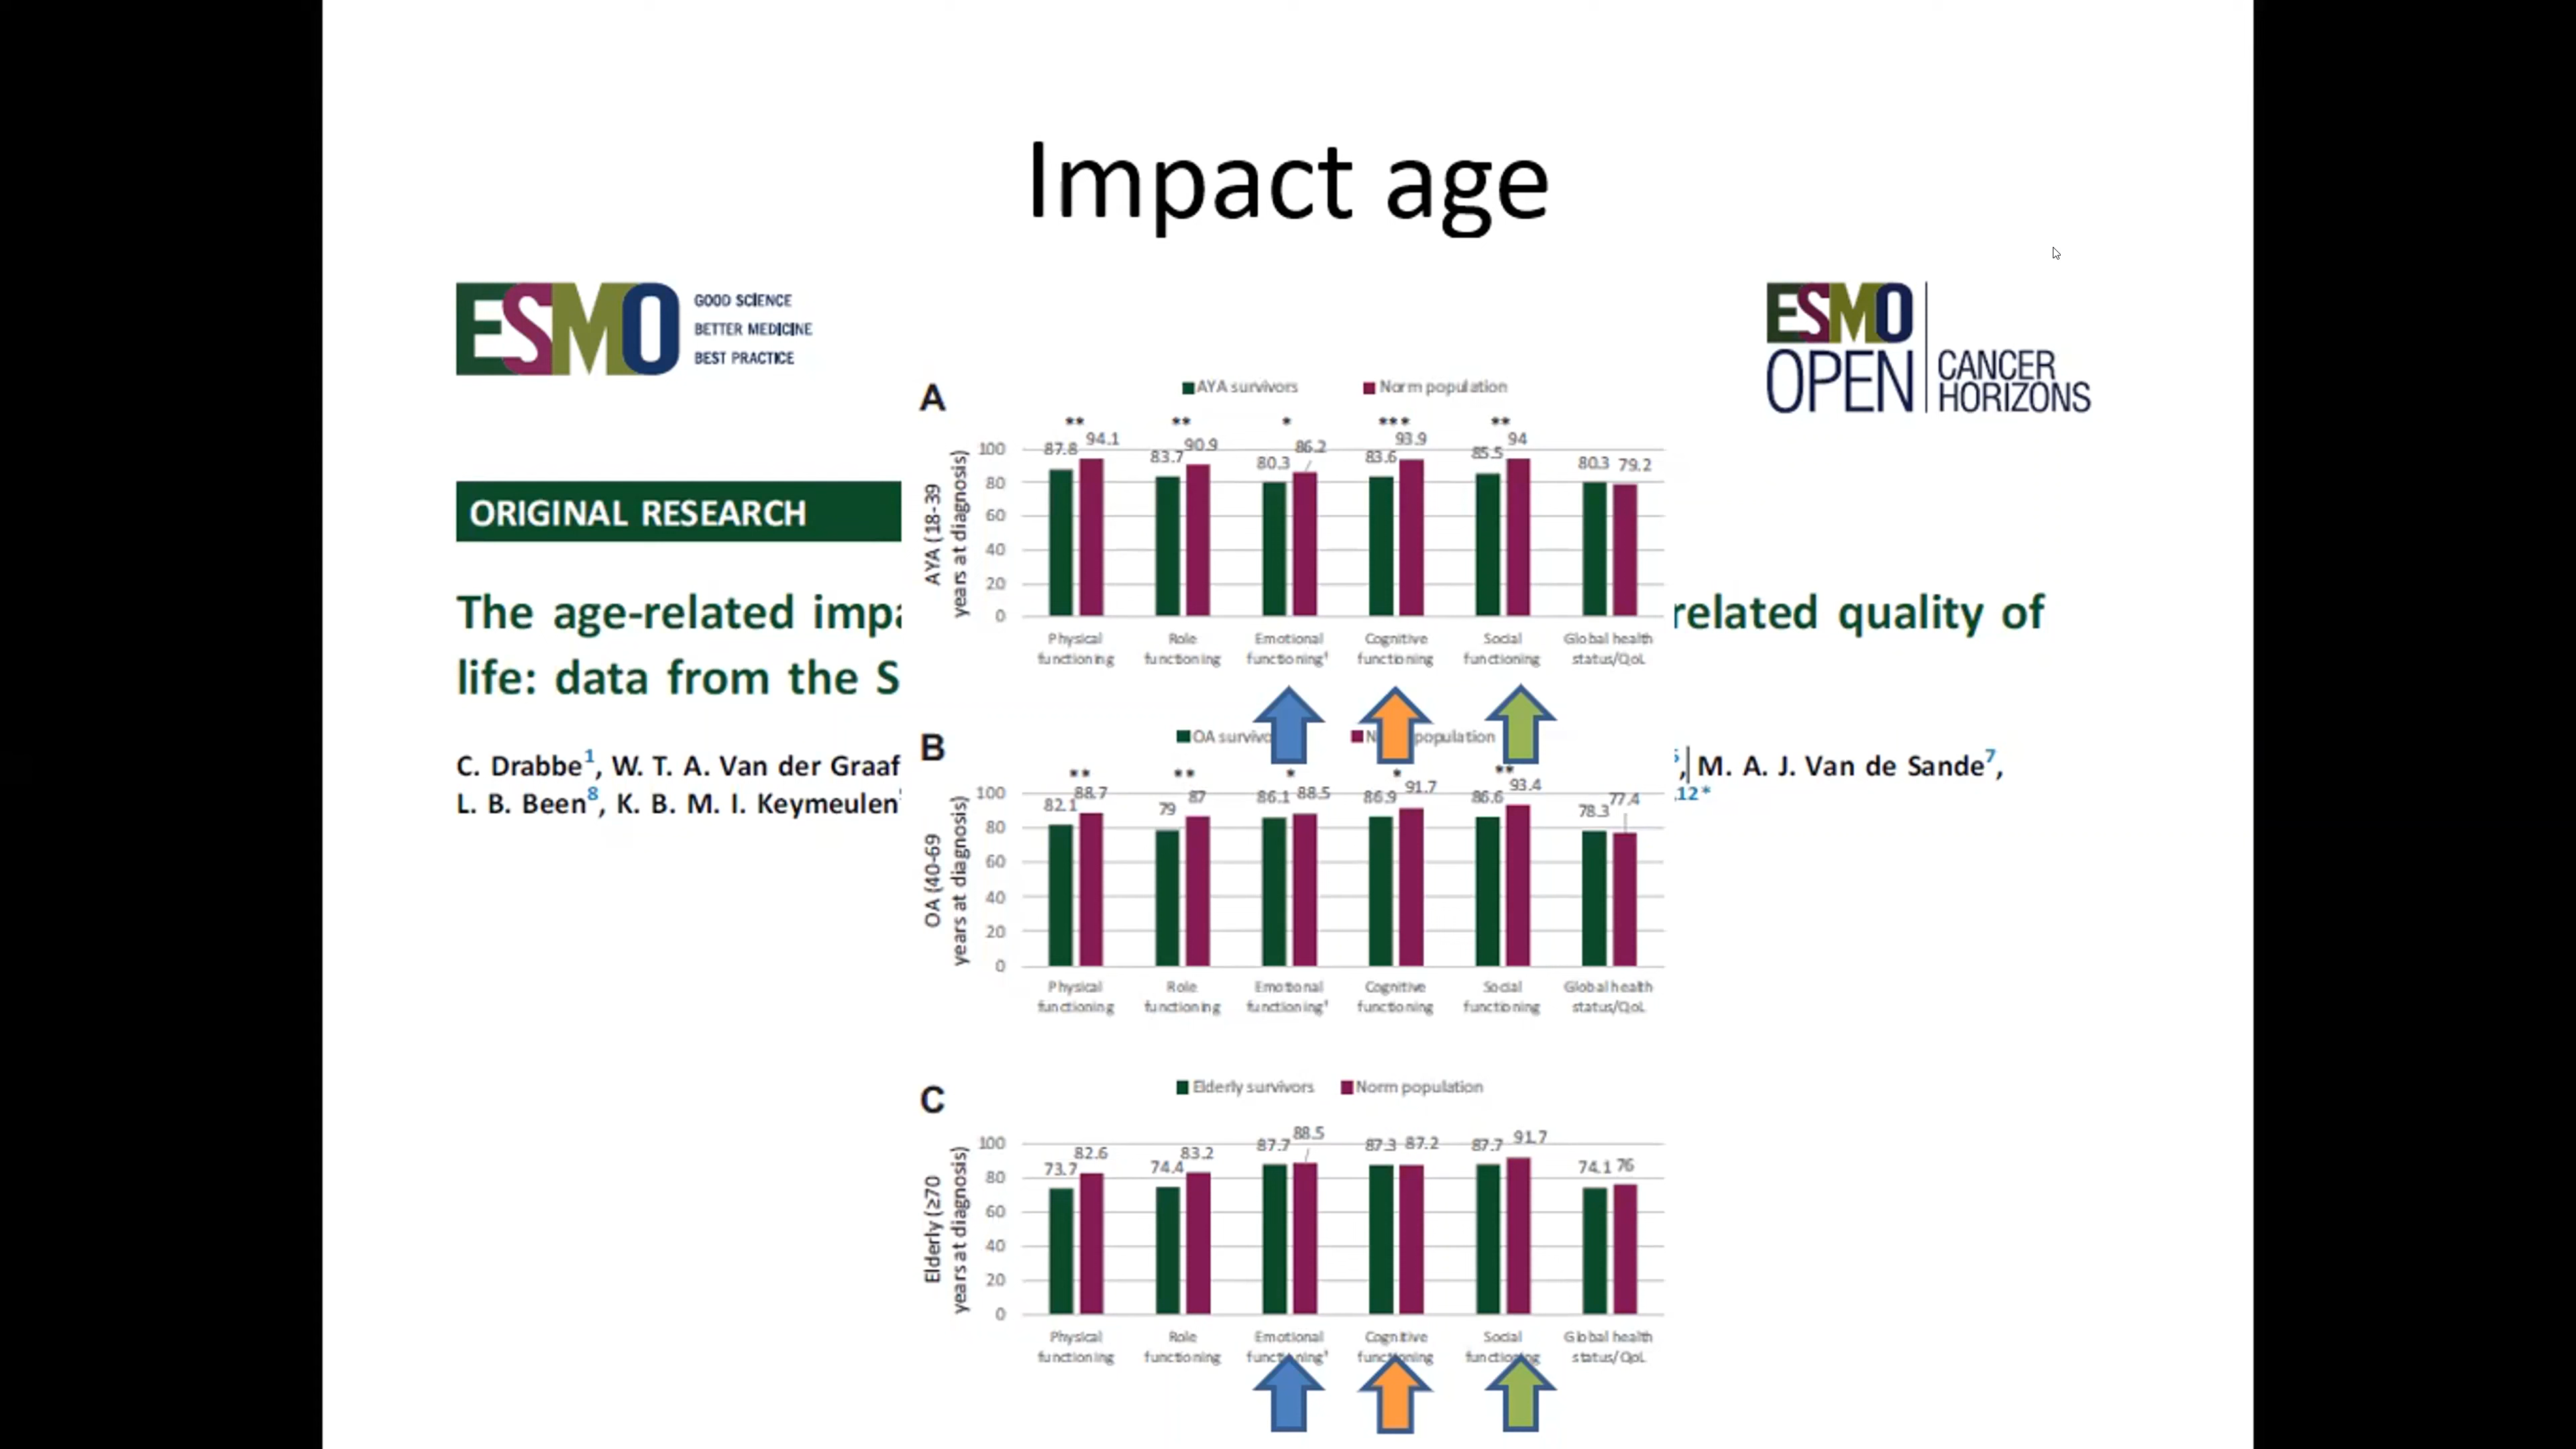 Impact age
ESMO
GOOD SCIENCE
BETTER MEDICINE
BEST PRACTICE
ESMO
OPEN
CANCER
HORIZONS
ORIGINAL RESEARCH
The age-related
related quality of
life: data from the S
C. Drabbe1, W. T. A. Van der Graaf
, M. A. J. Van de Sande7,
L. B. Been8, K. B. M. I. Keymeulen
12*
A
AYA survivors Norm population
** ** * *** **
87.8 94.1 83.7 90.9 80.3 86.2 83.6 93.9 85.5 94 80.3 79.2
AYA (18-39
years at diagnosis)
100
80
60
40
20
0
Physical Role Emotional Cognitive Social Global health
functioning functioning functioning† functioning functioning status/QoL
B
OA population
** ** * * **
82.1 88.7 79 87 86.1 88.5 86.9 91.7 86.6 93.4 78.3 77.4
OA (40-69
years at diagnosis)
100
80
60
40
20
0
Physical Role Emotional Cognitive Social Global health
functioning functioning functioning† functioning functioning status/QoL
C
Elderly survivors Norm population
73.7 82.6 74.4 83.2 87.7 88.5 87.3 87.2 87.7 91.7 74.1 76
Elderly (≥70
years at diagnosis)
100
80
60
40
20
0
Physical Role Emotional Cognitive Social Global health
functioning functioning status/QoL